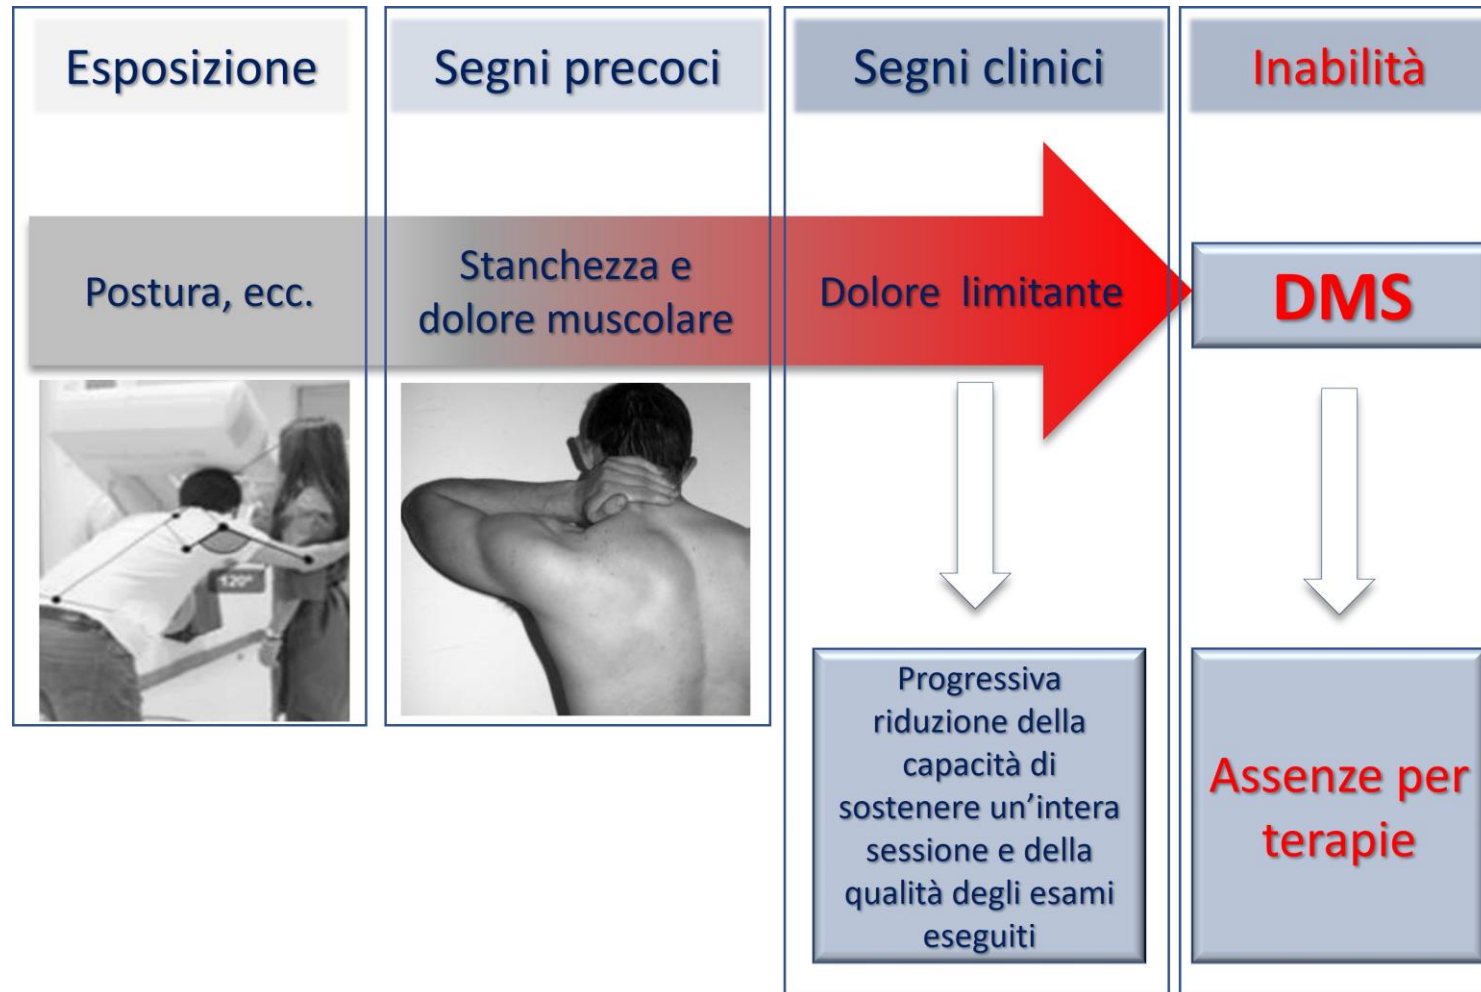 Esposizione
Segni precoci
Segni clinici
Inabilità
Postura, ecc.
Stanchezza e
dolore muscolare
Dolore limitante
DMS
120°
Progressiva
riduzione della
capacità di
sostenere un’intera
sessione e della
qualità degli esami
eseguiti
Assenze per
terapie